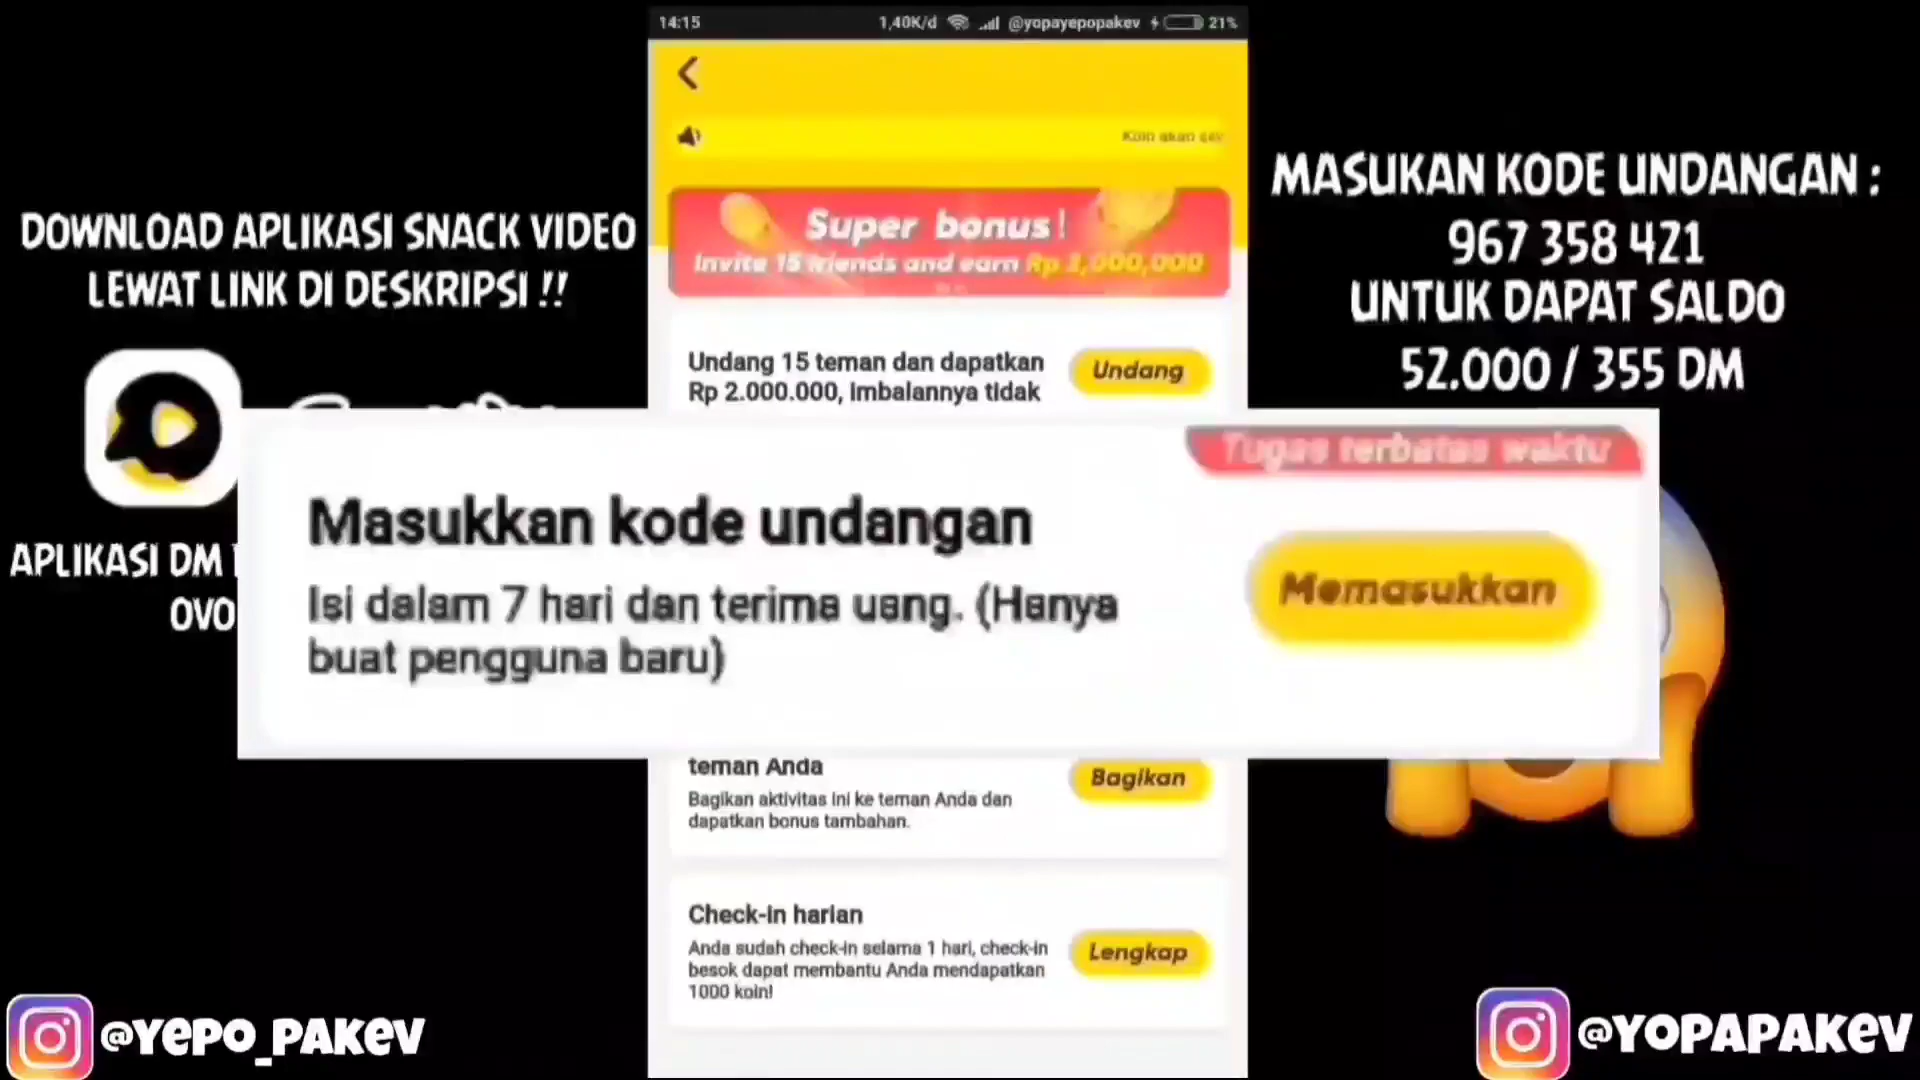 14:15
1,40K/d
@yopayepopakev
21%
Super bonus!
Invite 15 friends and earn
Undang 15 teman dan dapatkan
Rp 2.000.000, Imbalannya tidak
Undang
DOWNLOAD APLIKASI SNACK VIDEO
LEWAT LINK DI DESKRIPSI !!
APLIKASI DM
OVO
MASUKAN KODE UNDANGAN :
967 358 421
UNTUK DAPAT SALDO
52.000 / 355 DM
Tugas terbatas waktu
Masukkan kode undangan
Isi dalam 7 hari dan terima uang. (Hanya
buat pengguna baru)
Memasukkan
teman Anda
Bagikan aktivitas ini ke teman Anda dan
dapatkan bonus tambahan.
Bagikan
Check-in harian
Anda sudah check-in selama 1 hari, check-in
besok dapat membantu Anda mendapatkan
1000 koin!
Lengkap
@YEPO_PAKEV
@YOPAPAKEV